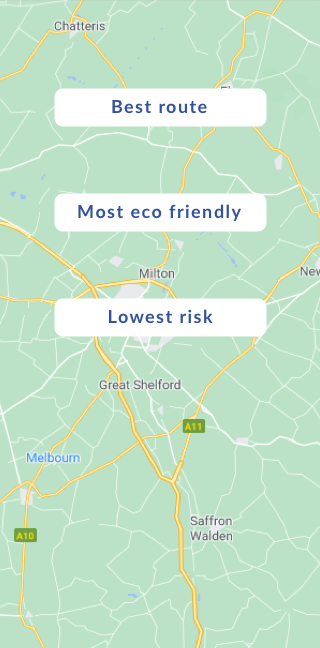 Chatteris
Best route
Most eco friendly
Milton
Lowest risk
Great Shelford
A11
Melbourn
Saffron
Walden
A10